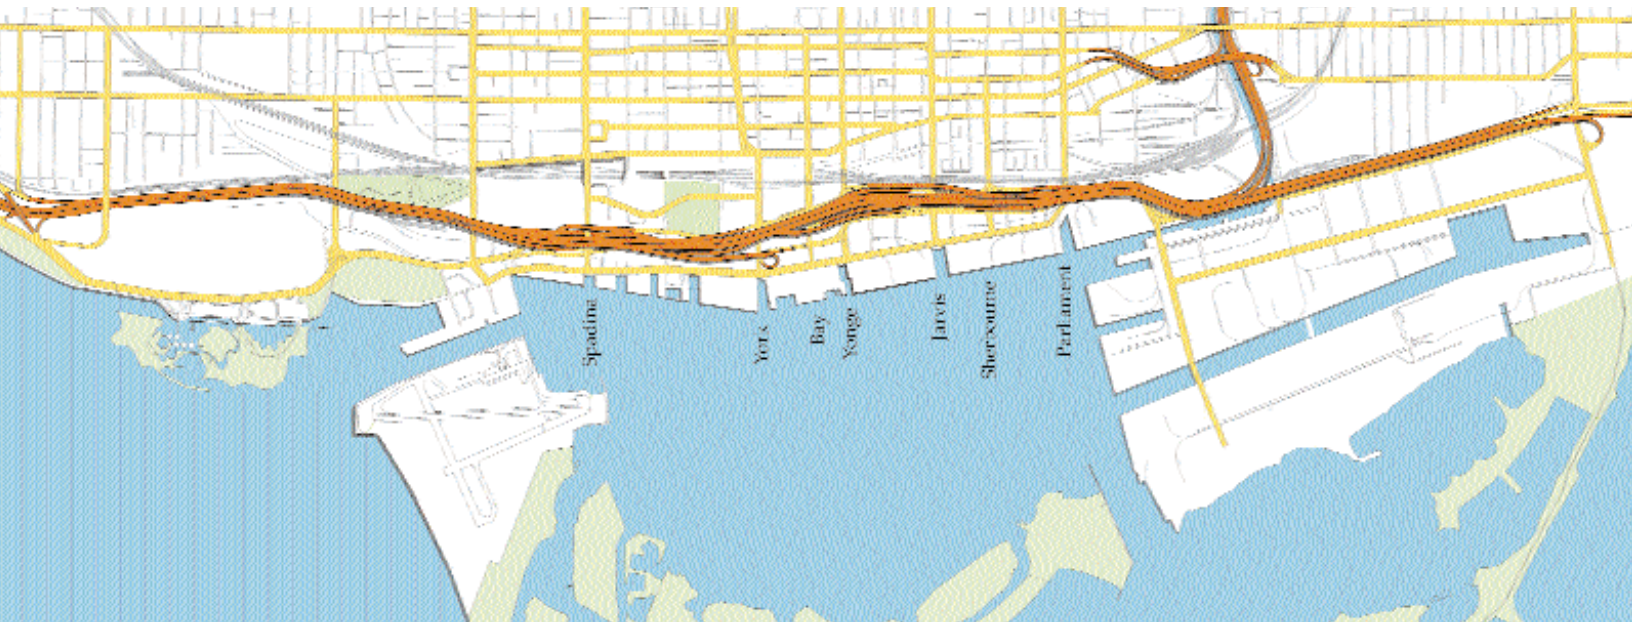 Spadina
York
Bay
Yonge
Jarvis
Sherbourne
Parliament